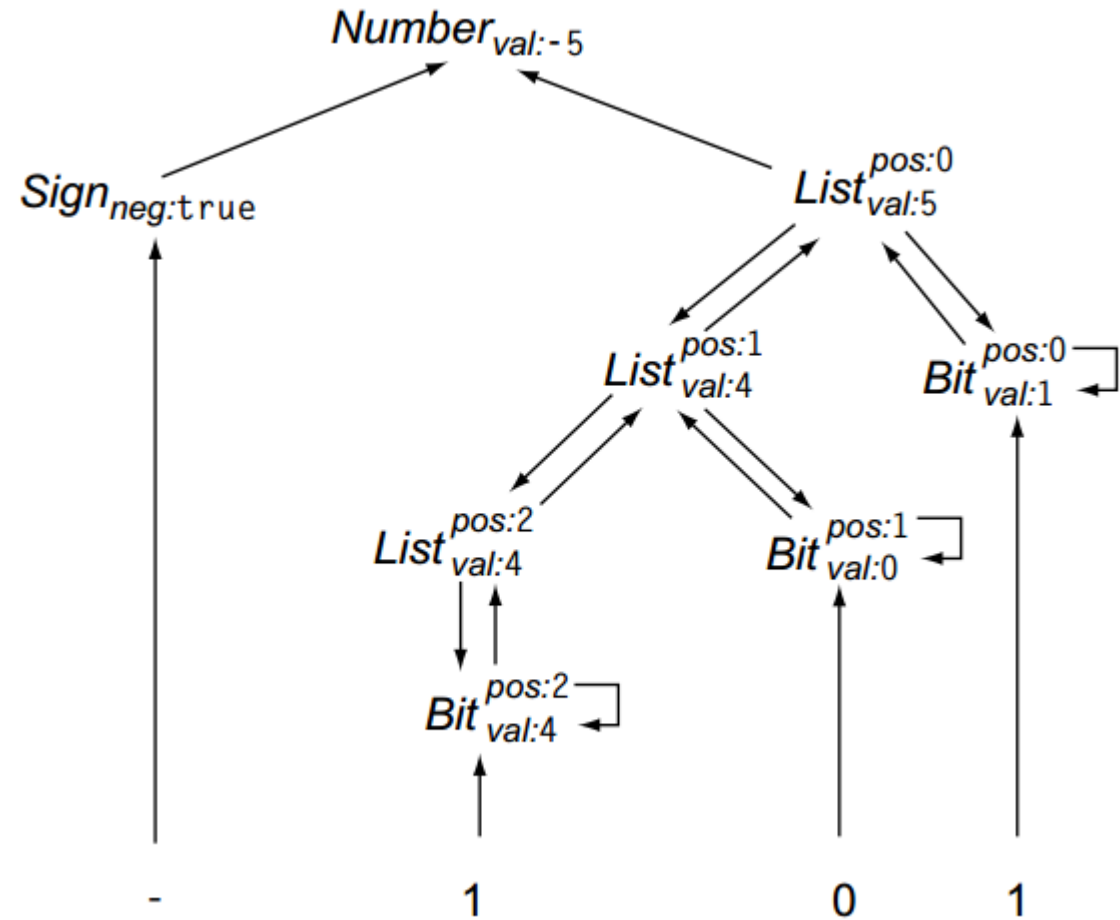 Number val:-5
Sign neg:true
List pos:0 val:5
List pos:1 val:4
Bit pos:0 val:1
List pos:2 val:4
Bit pos:1 val:0
Bit pos:2 val:4
- 1 0 1